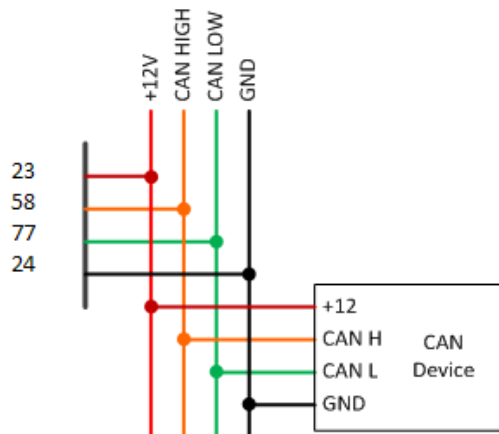 +12V
CAN HIGH
CAN LOW
GND
23
58
77
24
+12
CAN H
CAN L
GND
CAN
Device